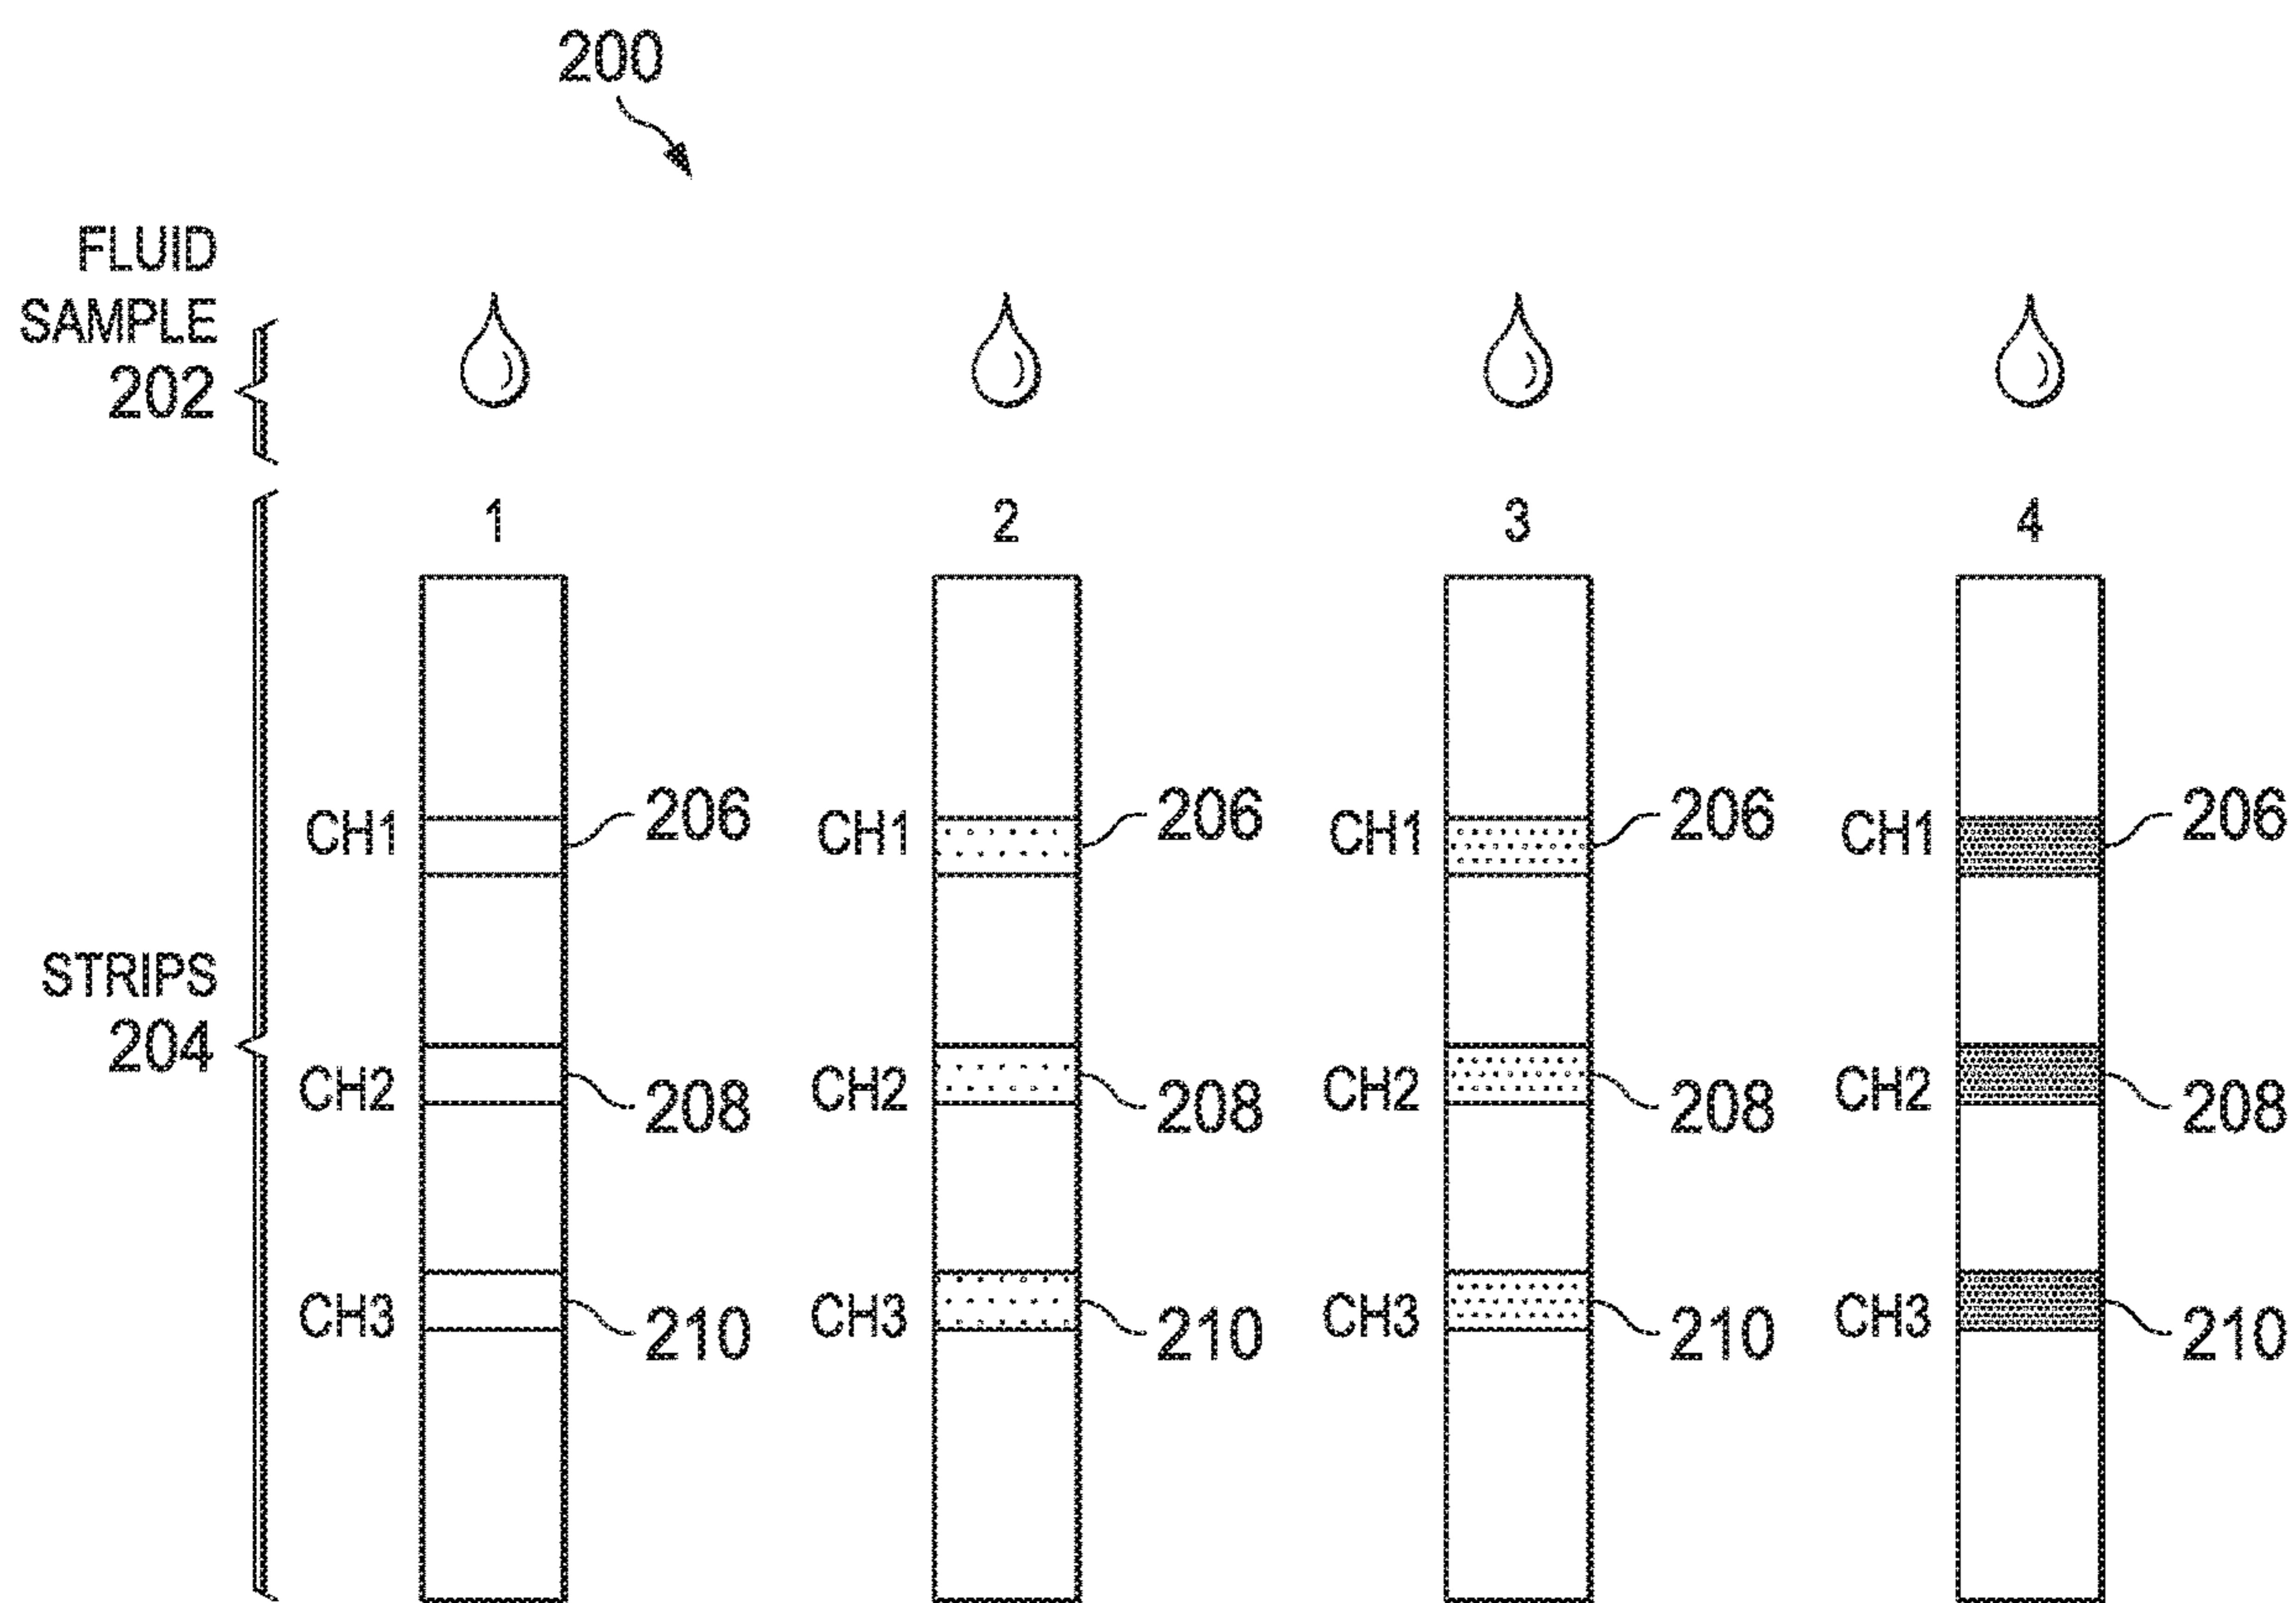 200
FLUID
SAMPLE
202
1 2 3 4
CH1 206 CH1 206 CH1 206 CH1 206
STRIPS
204
CH2 208 CH2 208 CH2 208 CH2 208
CH3 210 CH3 210 CH3 210 CH3 210